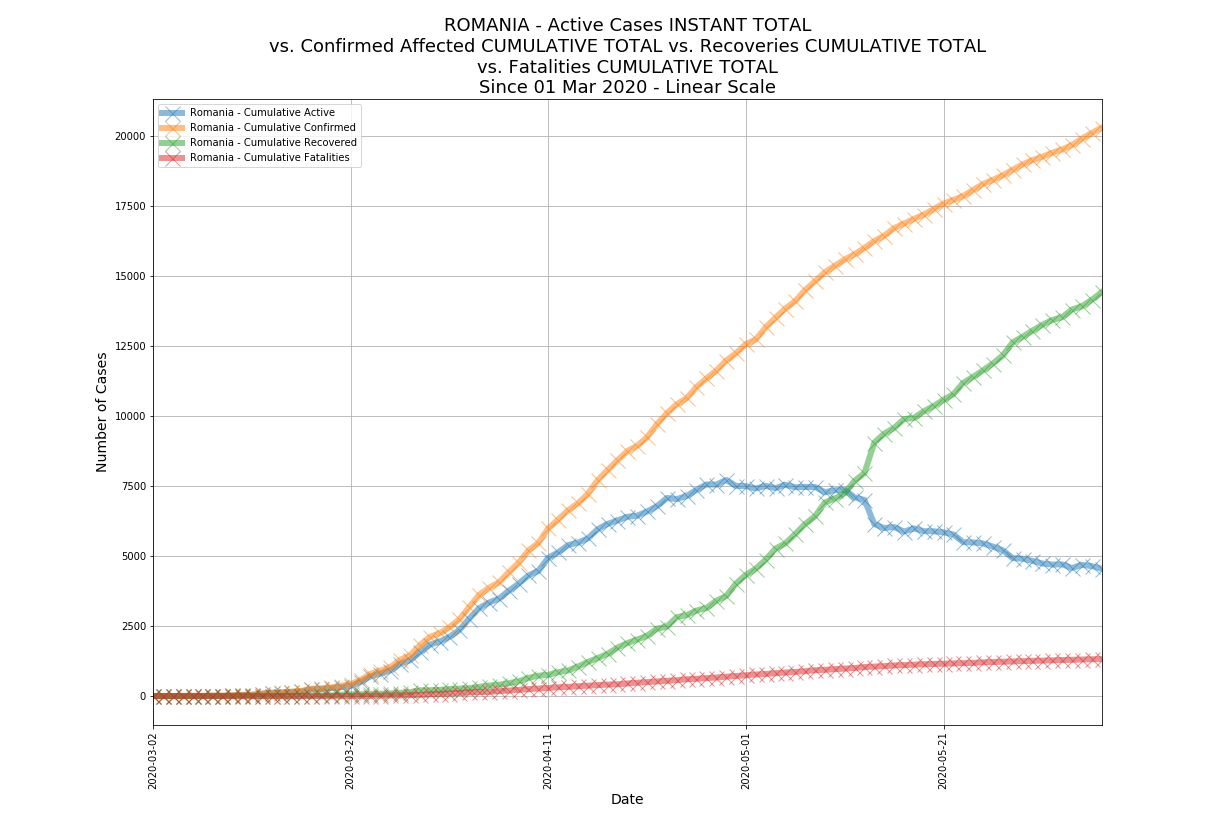 ROMANIA - Active Cases INSTANT TOTAL
vs. Confirmed Affected CUMULATIVE TOTAL vs. Recoveries CUMULATIVE TOTAL
vs. Fatalities CUMULATIVE TOTAL
Since 01 Mar 2020 - Linear Scale
Romania - Cumulative Active
Romania - Cumulative Confirmed
Romania - Cumulative Recovered
Romania - Cumulative Fatalities
Number of Cases
20000
17500
15000
12500
10000
7500
5000
2500
0
2020-03-02
2020-03-22
2020-04-11
2020-05-01
2020-05-21
Date